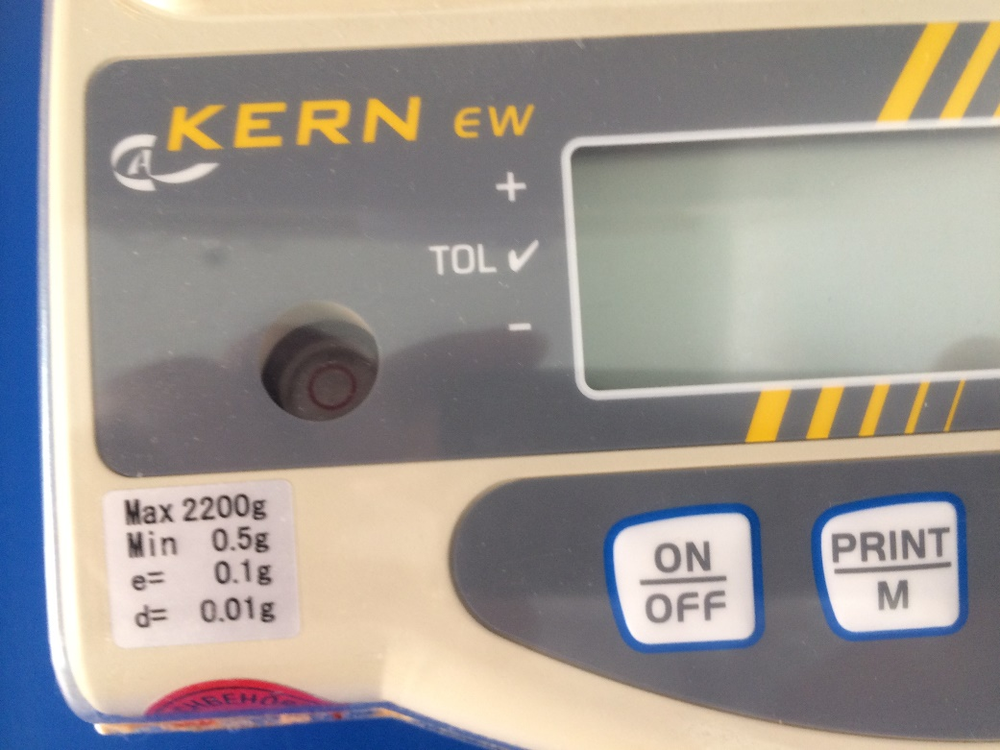 KERN EW
A
+
TOL ✓
-
Max 2200g
Min 0.5g
e= 0.1g
d= 0.01g
ON
OFF
PRINT
M